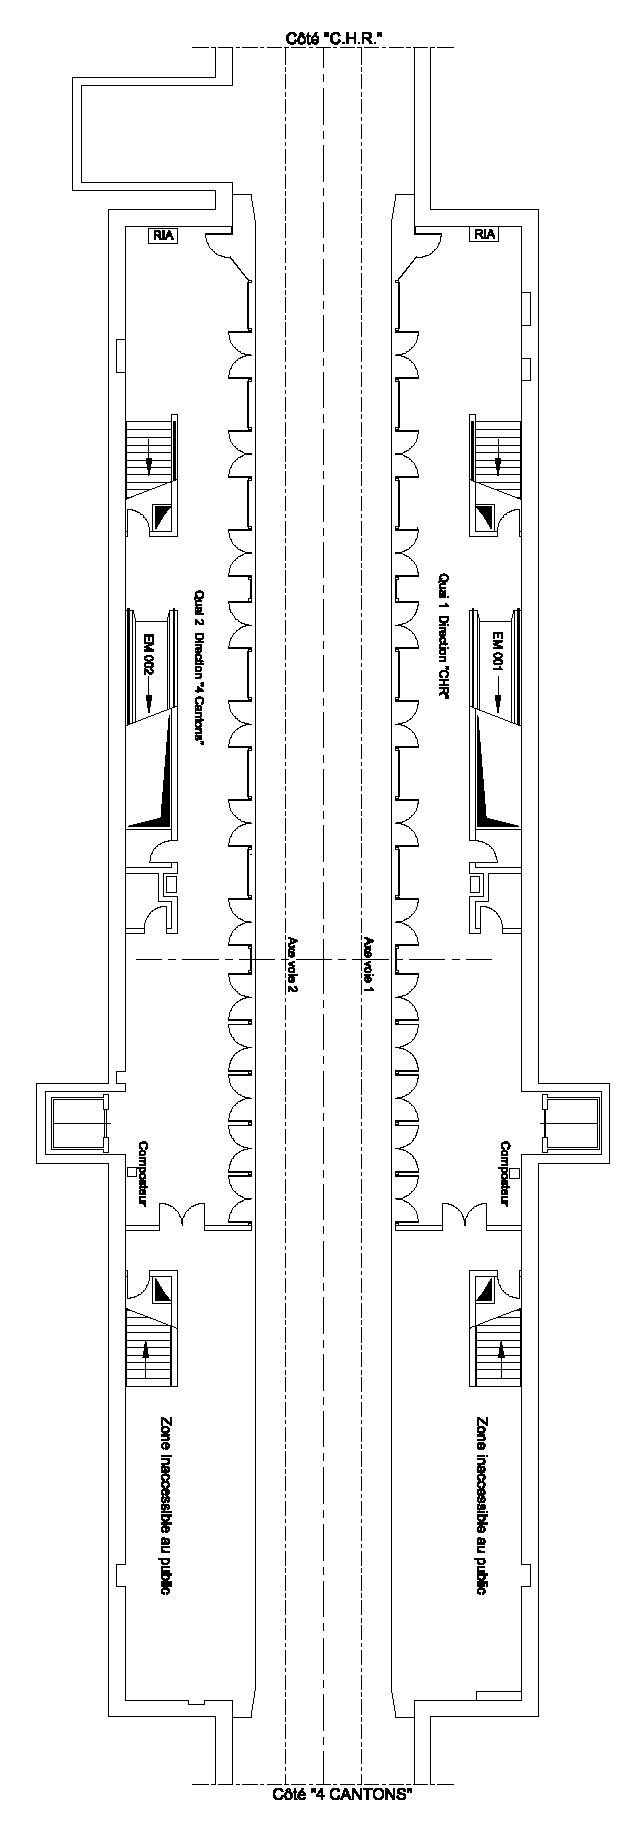 Côté "C.H.R."
RIA
RIA
Quai 2 Direction "4 Cantons"
Quai 1 Direction "CHR"
EM 002
EM 001
Axe voie 2
Axe voie 1
Composteur
Composteur
Zone inaccessible au public
Zone inaccessible au public
Côté "4 CANTONS"